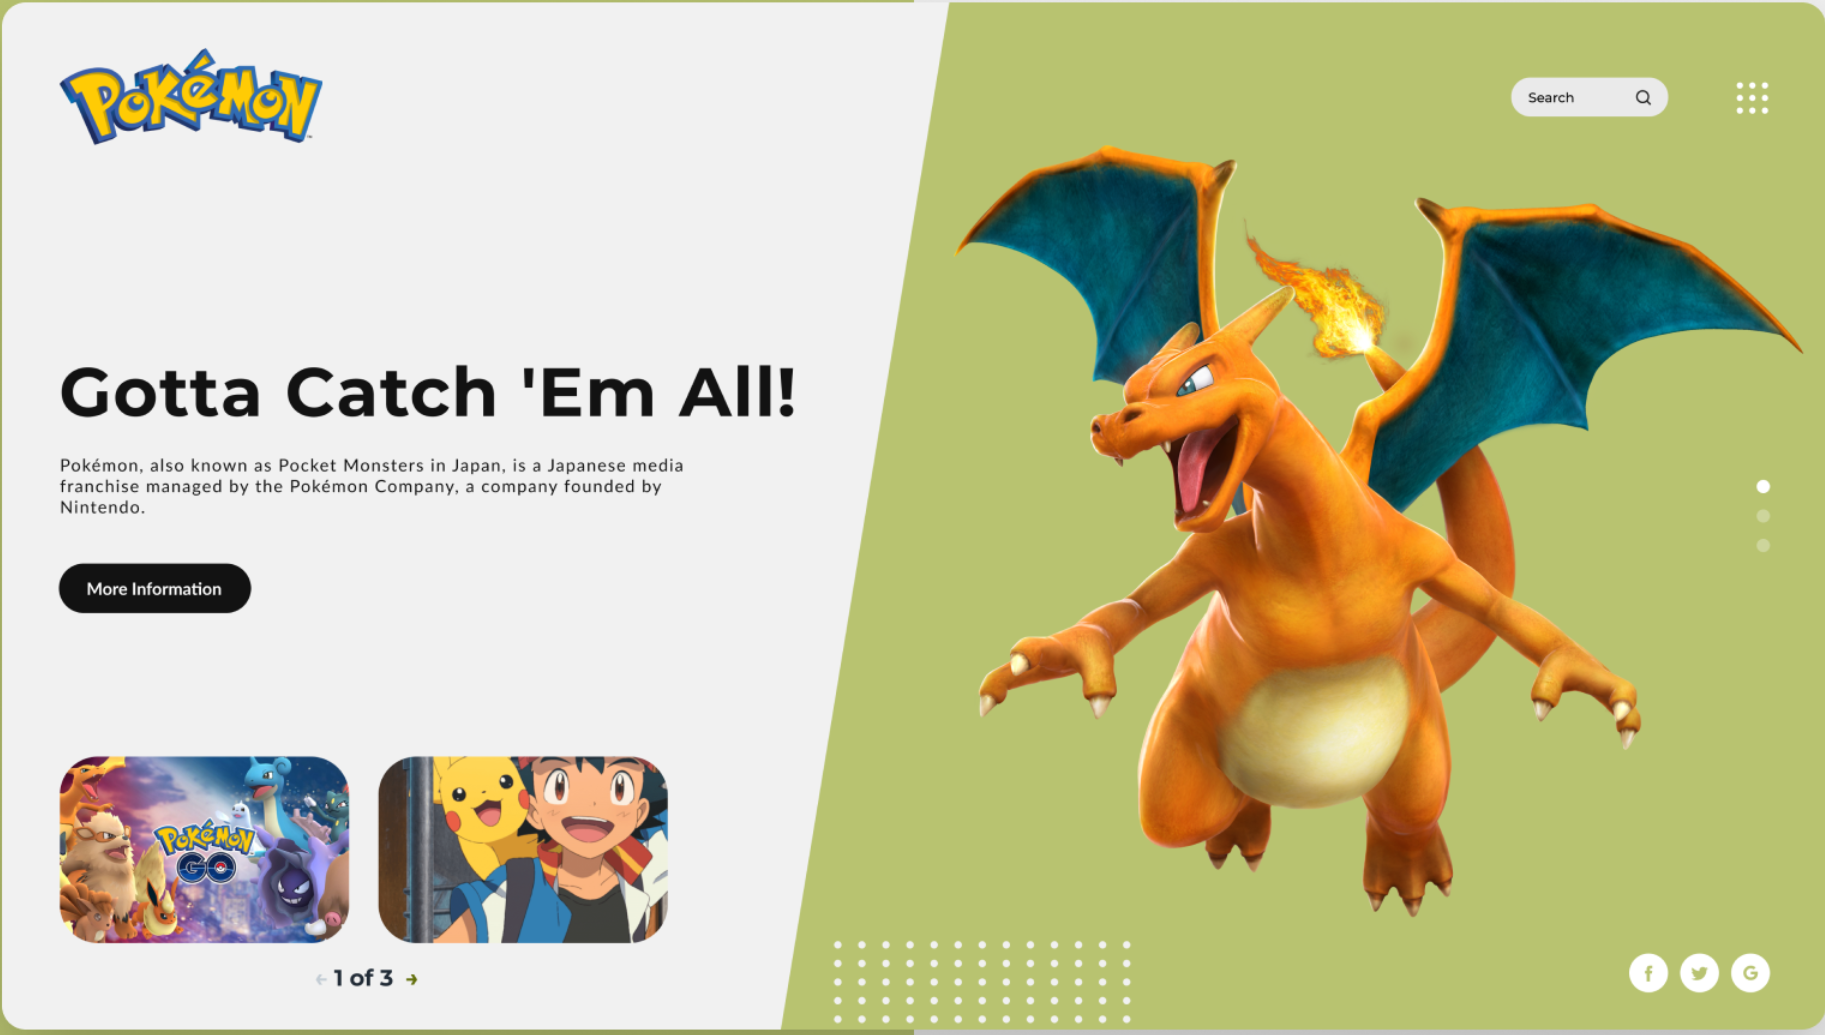 POKéMON
™
Search
Gotta Catch 'Em All!
Pokémon, also known as Pocket Monsters in Japan, is a Japanese media
franchise managed by the Pokémon Company, a company founded by
Nintendo.
More Information
POKéMON
GO
← 1 of 3 →
f
G